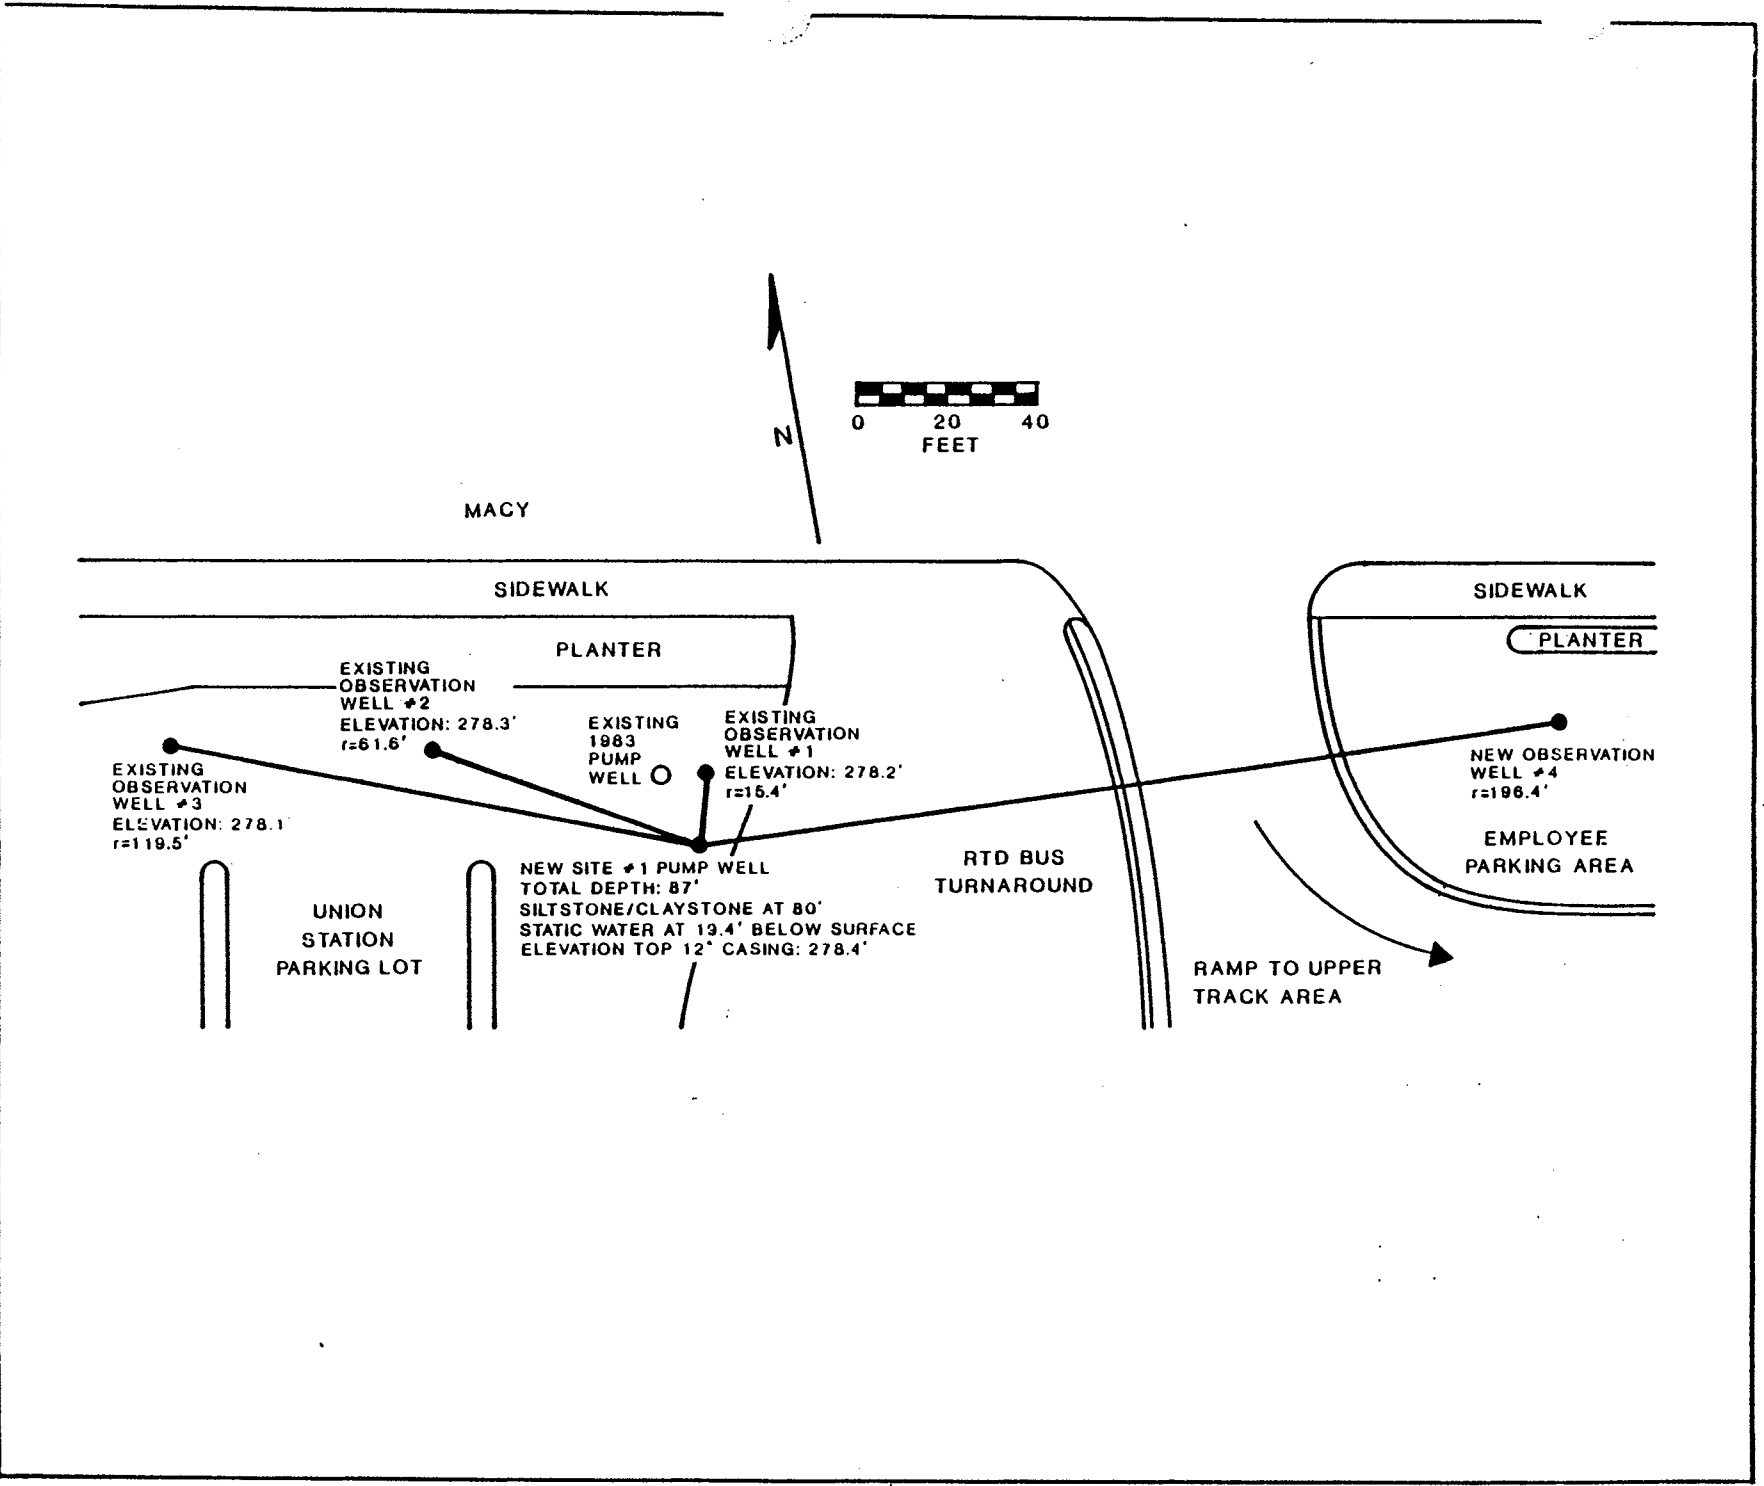 N
0 20 40
FEET
MACY
SIDEWALK
SIDEWALK
PLANTER
PLANTER
EXISTING
OBSERVATION
WELL #2
ELEVATION: 278.3'
r=61.6'
EXISTING
1983
PUMP
WELL
EXISTING
OBSERVATION
WELL #1
ELEVATION: 278.2'
r=15.4'
NEW OBSERVATION
WELL #4
r=196.4'
EXISTING
OBSERVATION
WELL #3
ELEVATION: 278.1'
r=119.5'
EMPLOYEE
PARKING AREA
RTD BUS
TURNAROUND
NEW SITE #1 PUMP WELL
TOTAL DEPTH: 87'
SILTSTONE/CLAYSTONE AT 80'
STATIC WATER AT 19.4' BELOW SURFACE
ELEVATION TOP 12" CASING: 278.4'
UNION
STATION
PARKING LOT
RAMP TO UPPER
TRACK AREA